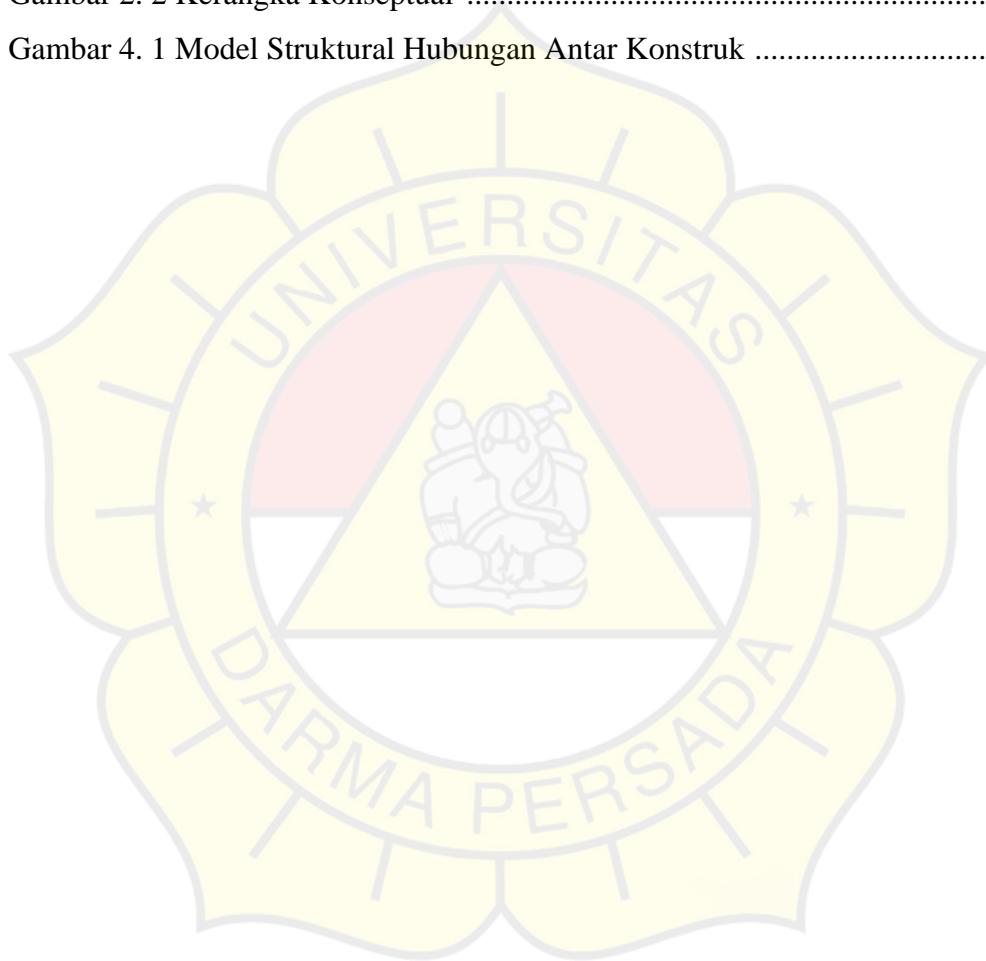 Gambar 2. 2 Kerangka Konseptual ....................................................................
Gambar 4. 1 Model Struktural Hubungan Antar Konstruk ..............................
UNIVERSITAS
DARMA PERSADA